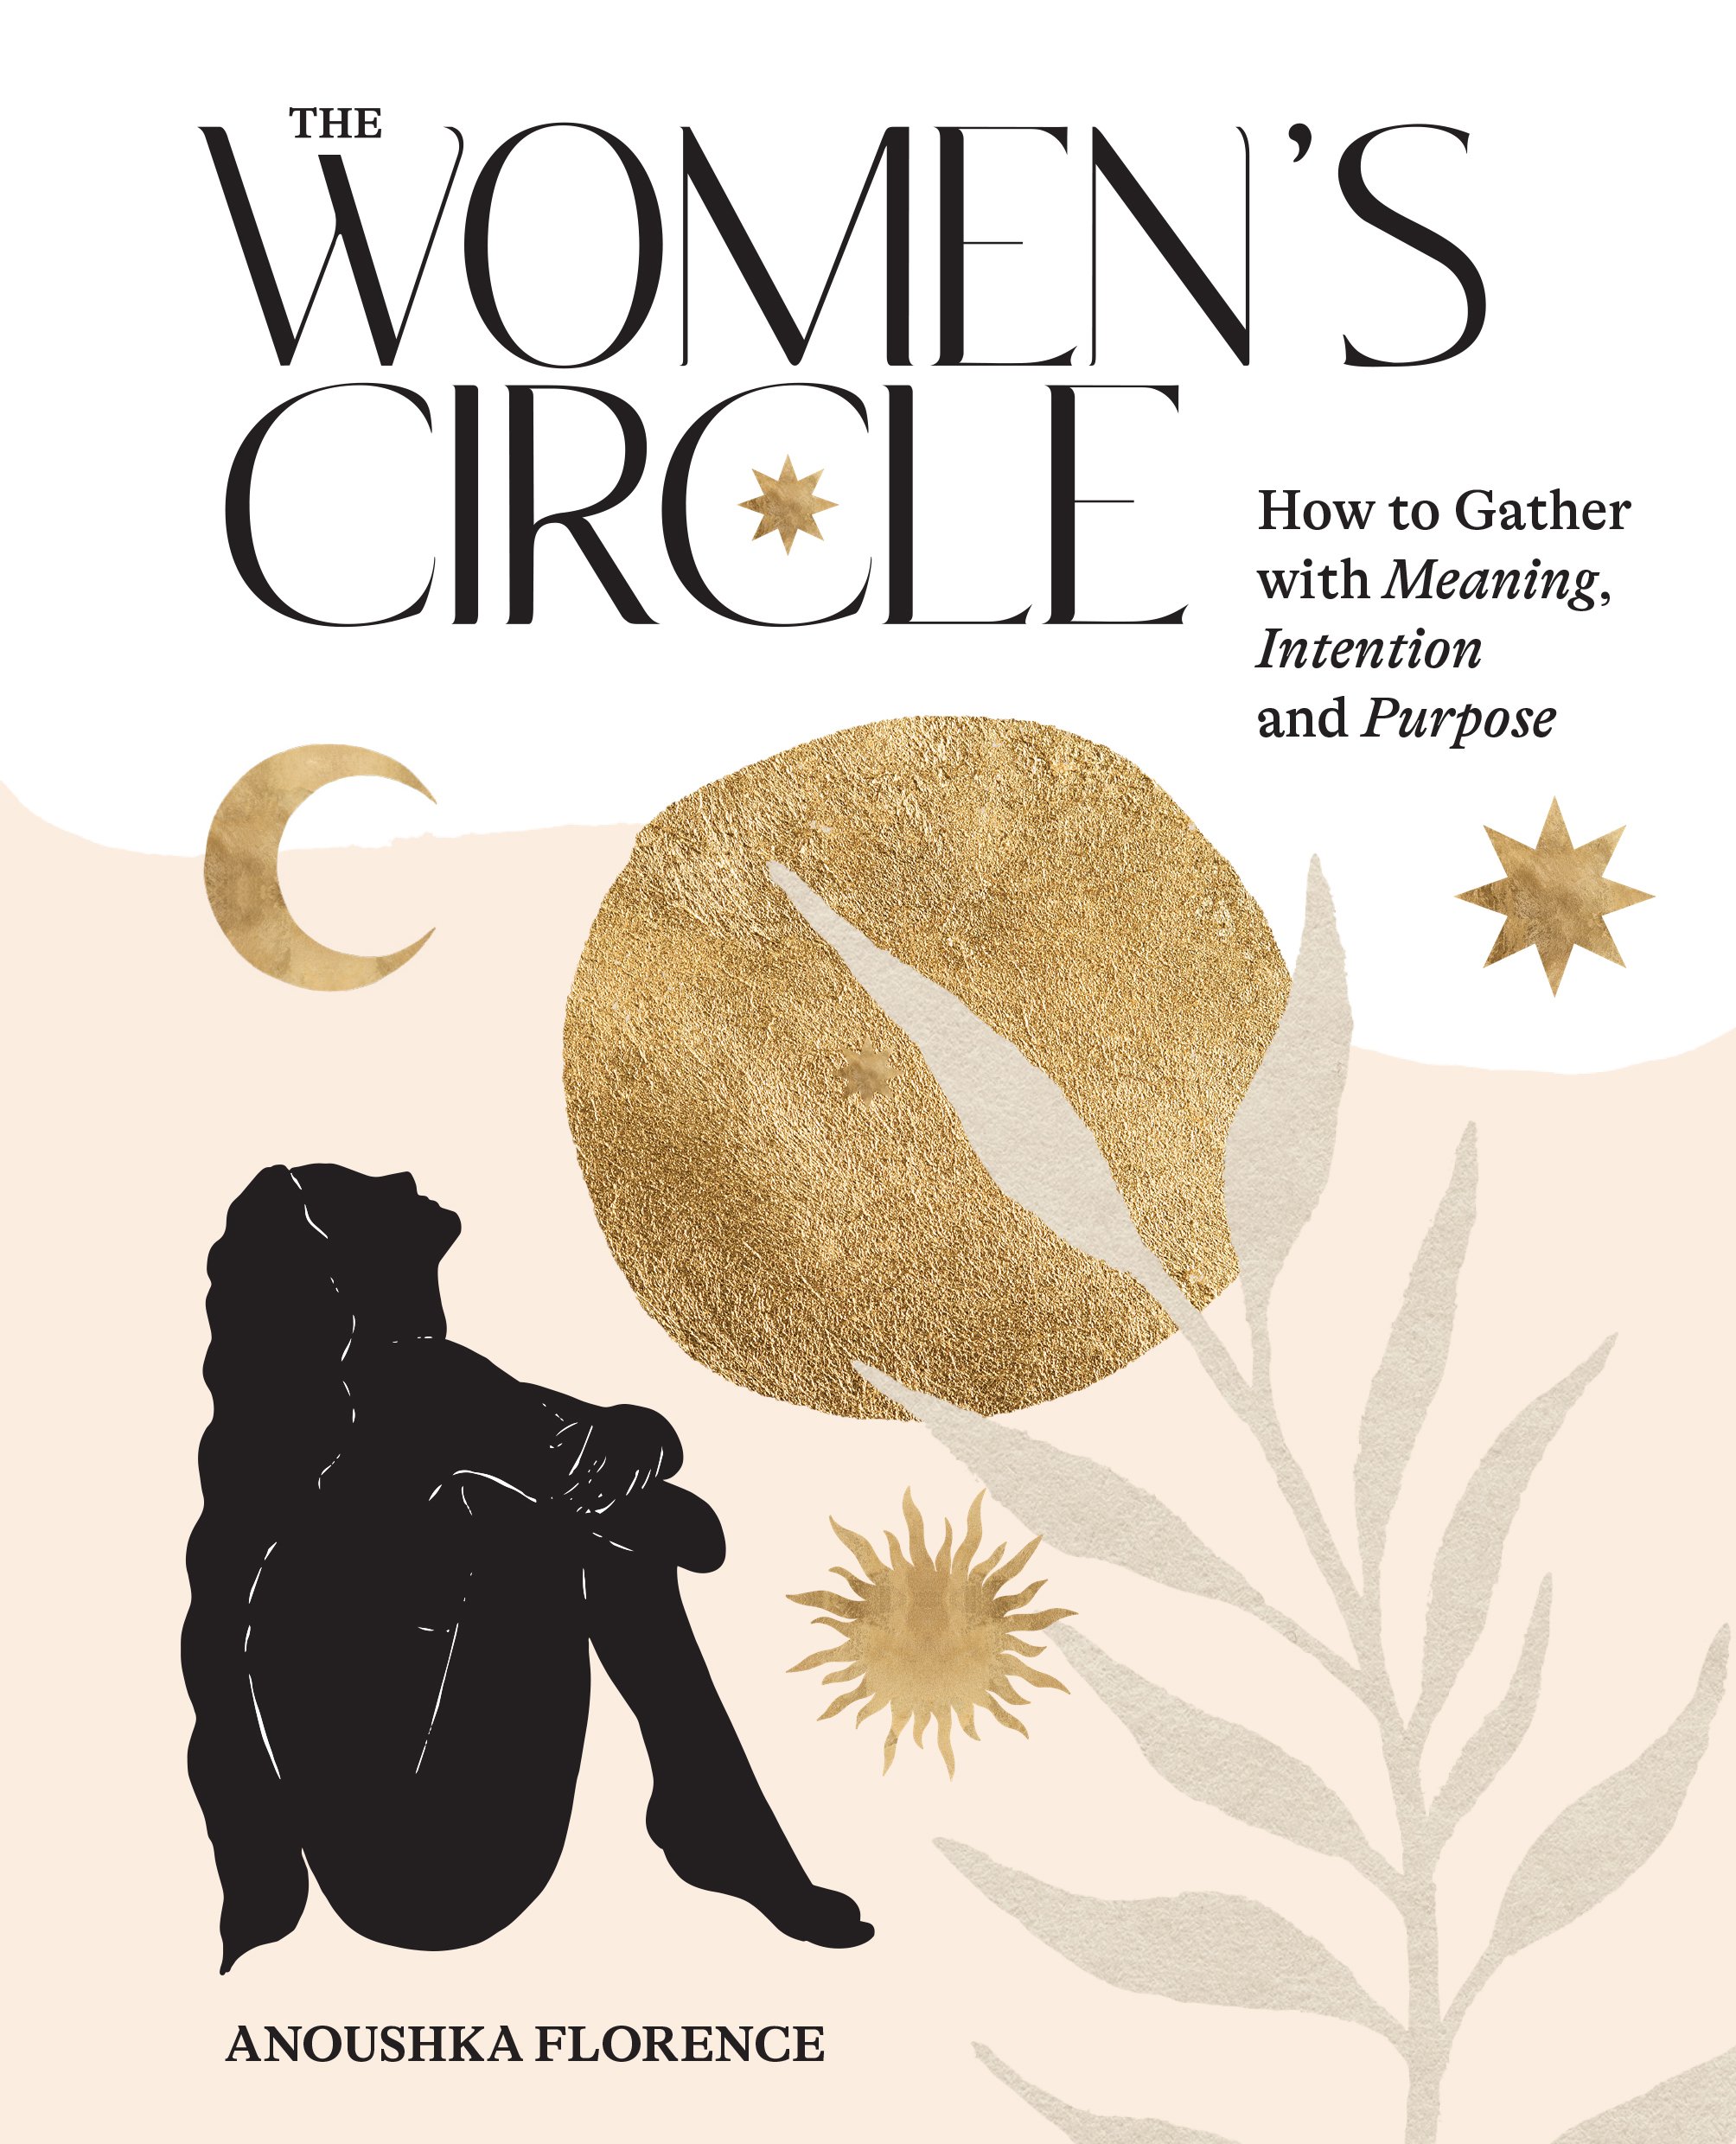 THE
WOMEN’S
CIRCLE
How to Gather
with Meaning,
Intention
and Purpose
ANOUSHKA FLORENCE